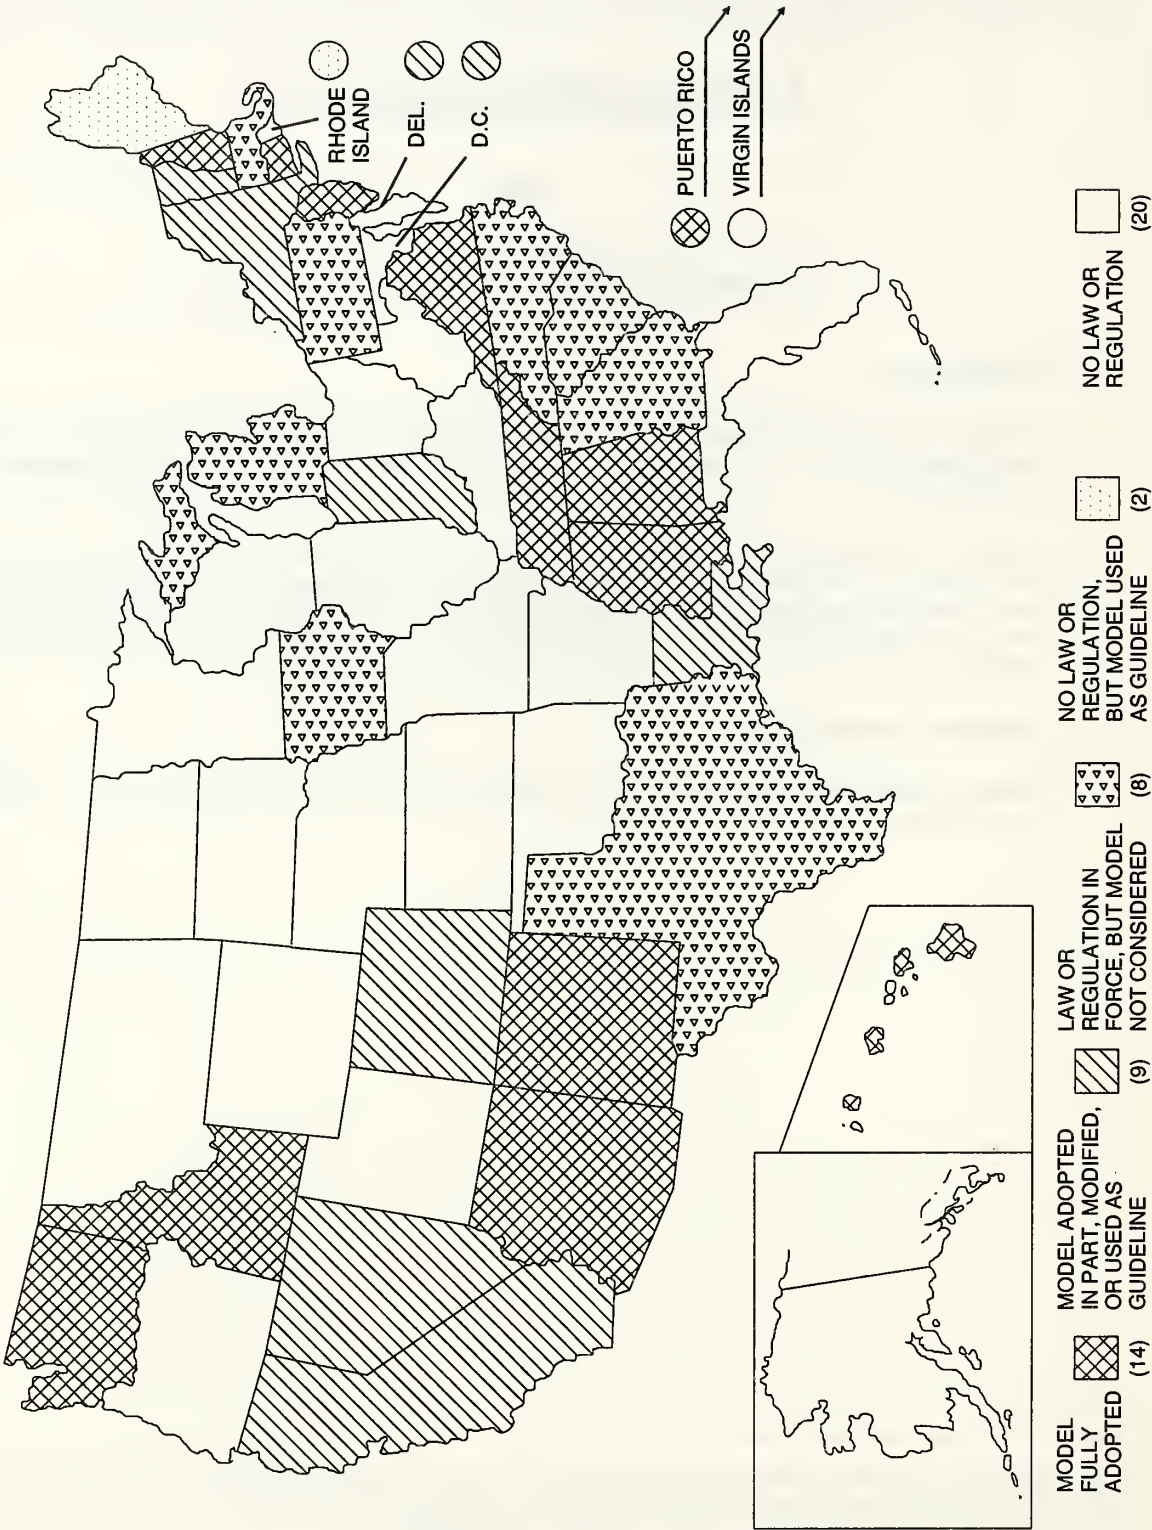 RHODE
ISLAND
DEL.
D.C.
PUERTO RICO
VIRGIN ISLANDS
MODEL
FULLY
ADOPTED
(14)
MODEL ADOPTED
IN PART, MODIFIED,
OR USED AS
GUIDELINE
(9)
LAW OR
REGULATION IN
FORCE, BUT MODEL
NOT CONSIDERED
(8)
NO LAW OR
REGULATION,
BUT MODEL USED
AS GUIDELINE
(2)
NO LAW OR
REGULATION
(20)